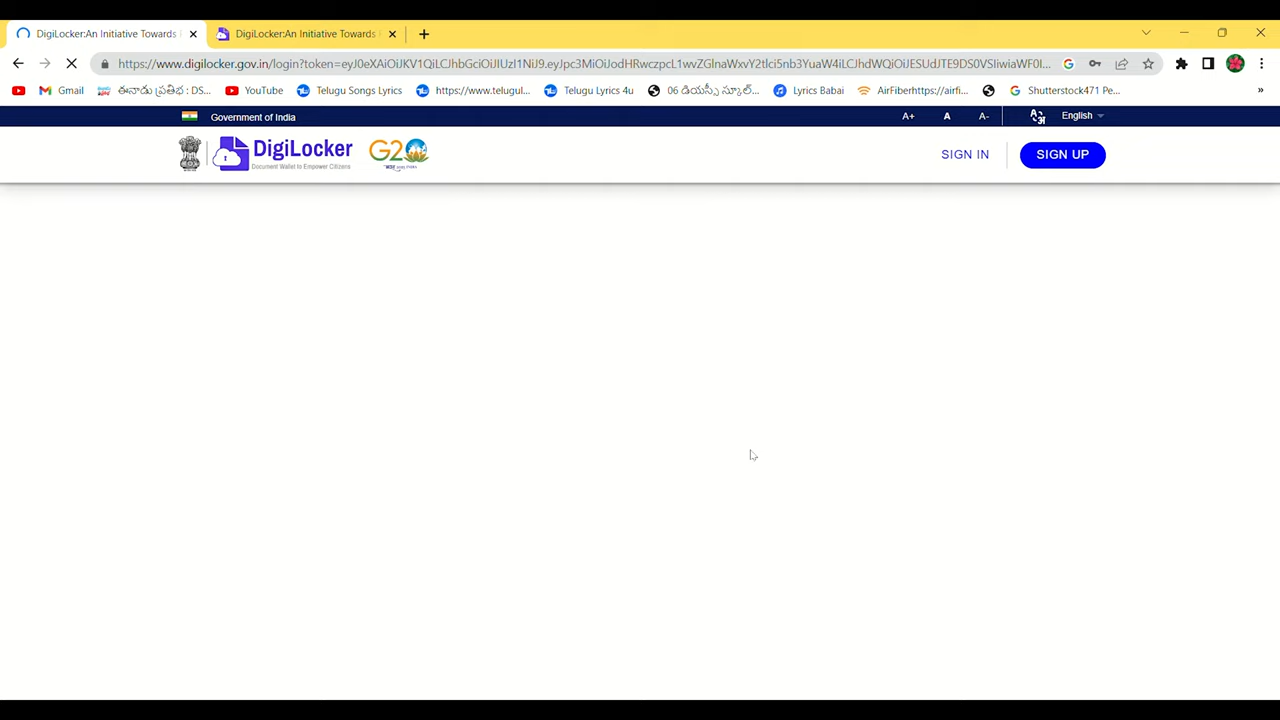 DigiLocker:An Initiative Towards
DigiLocker:An Initiative Towards
https://www.digilocker.gov.in/login?token=
Gmail
ఈనాడు ప్రతిభ : DS...
YouTube
Telugu Songs Lyrics
https://www.telugul...
Telugu Lyrics 4u
06 డియస్సీ స్కూల్...
Lyrics Babai
AirFiberhttps://airfi...
Shutterstock471 Pe...
»
Government of India
A+
A
A-
English
DigiLocker
Document Wallet to Empower Citizens
G20
SIGN IN
SIGN UP